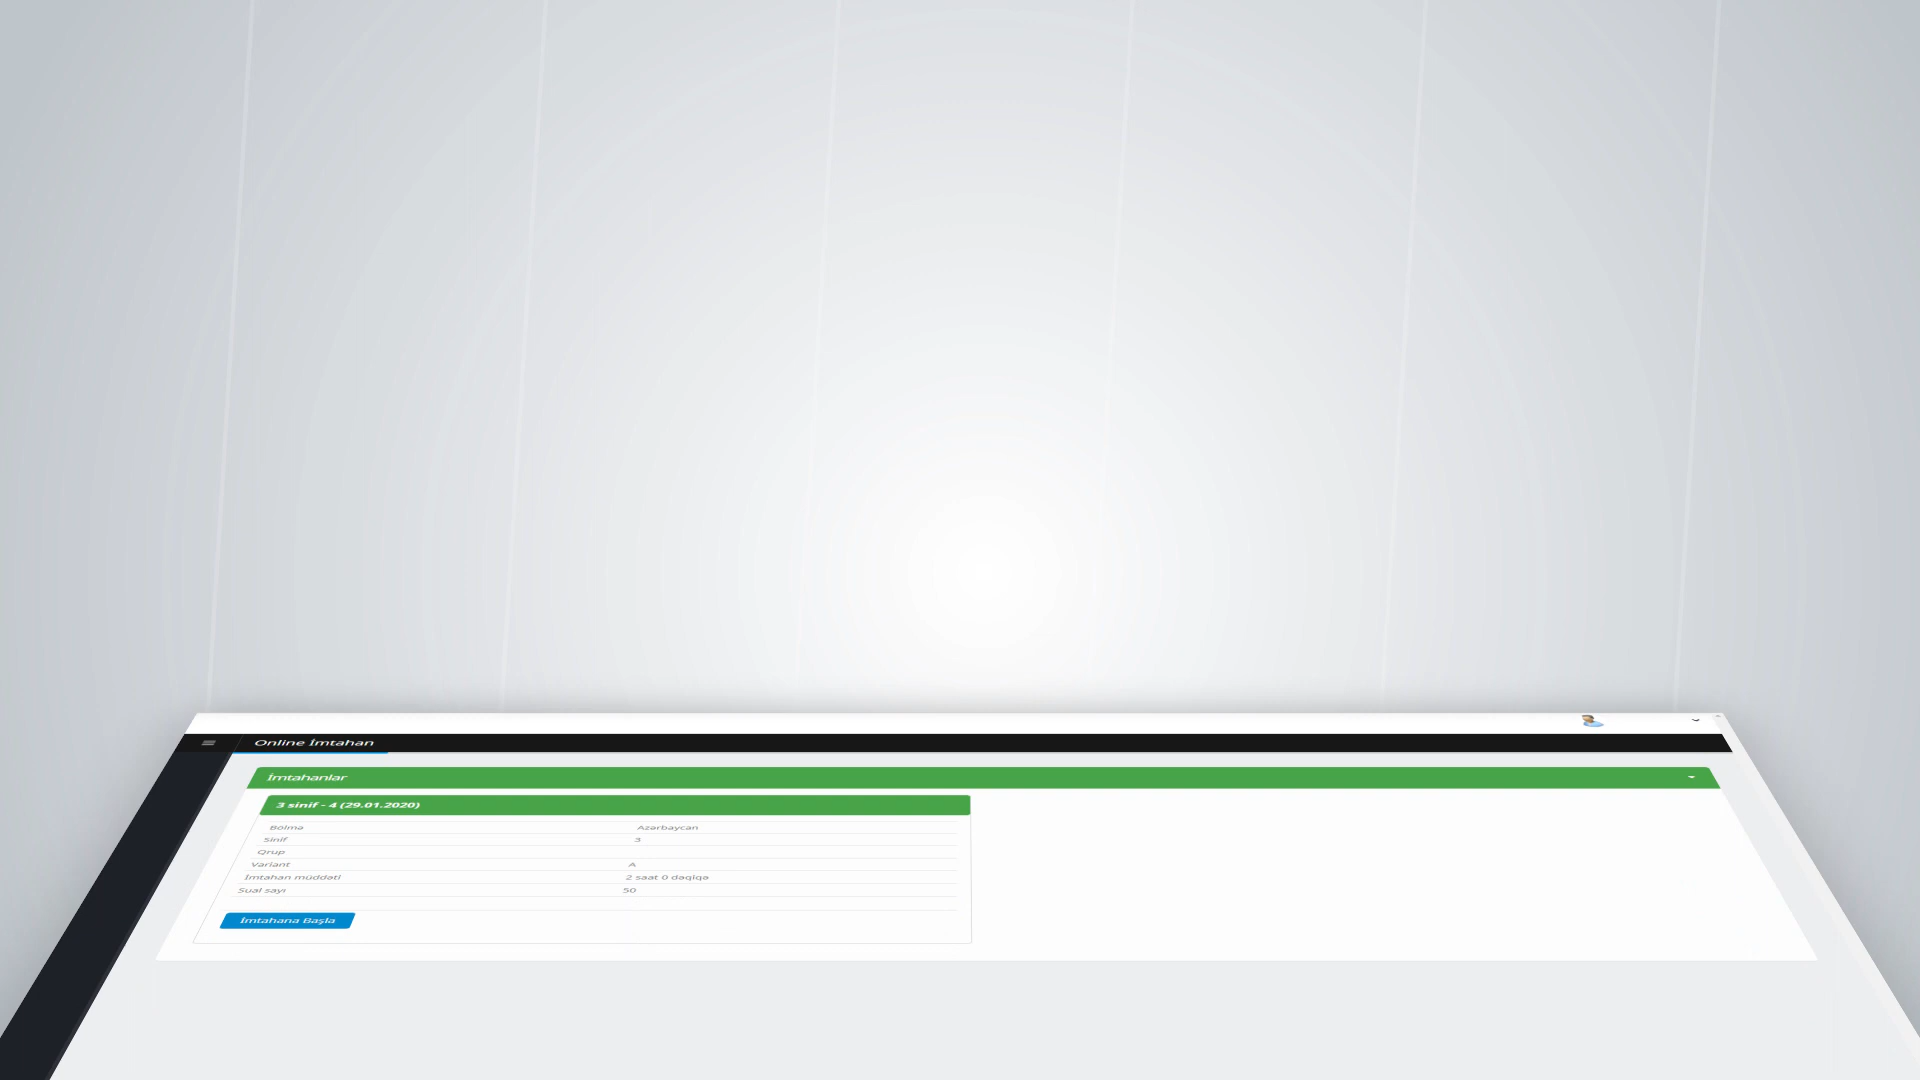 Online İmtahan
İmtahanlar
3 sinif - 4 (29.01.2020)
Bölmə Azərbaycan
Sinif 3
Qrup
Variant A
İmtahan müddəti 2 saat 0 dəqiqə
Sual sayı 50
İmtahana Başla